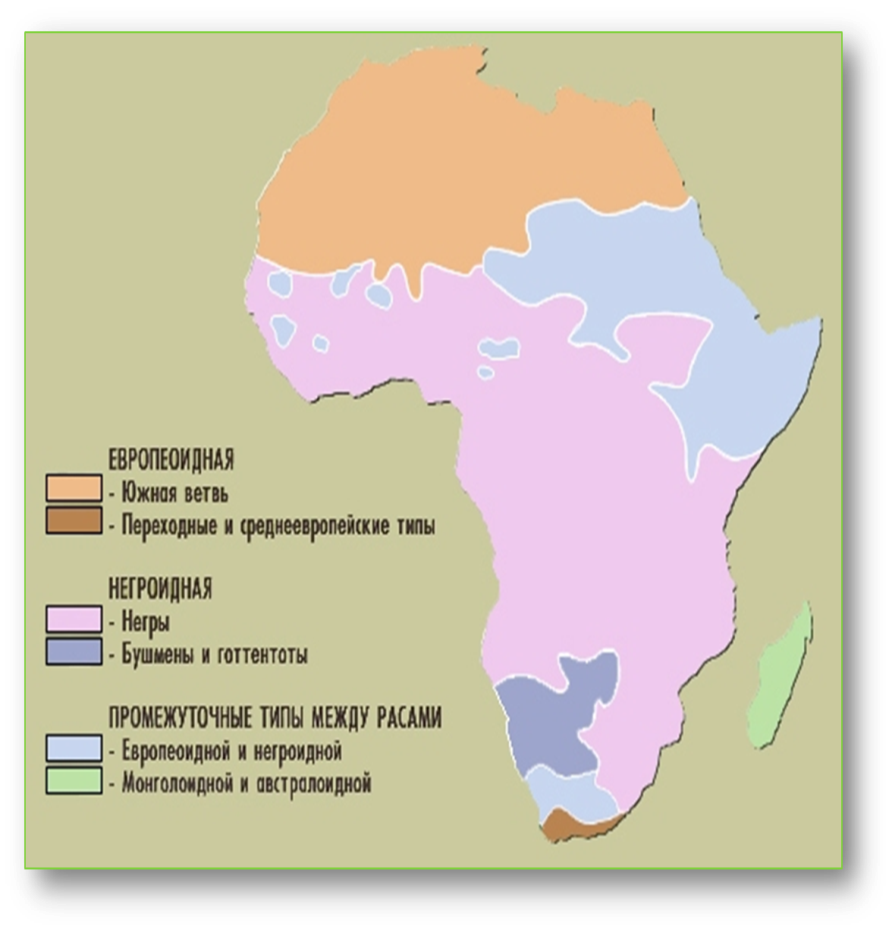 ЕВРОПЕОИДНАЯ
- Южная ветвь
- Переходные и среднеевропейские типы
НЕГРОИДНАЯ
- Негры
- Бушмены и готтентоты
ПРОМЕЖУТОЧНЫЕ ТИПЫ МЕЖДУ РАСАМИ
- Европеоидной и негроидной
- Монголоидной и австралоидной